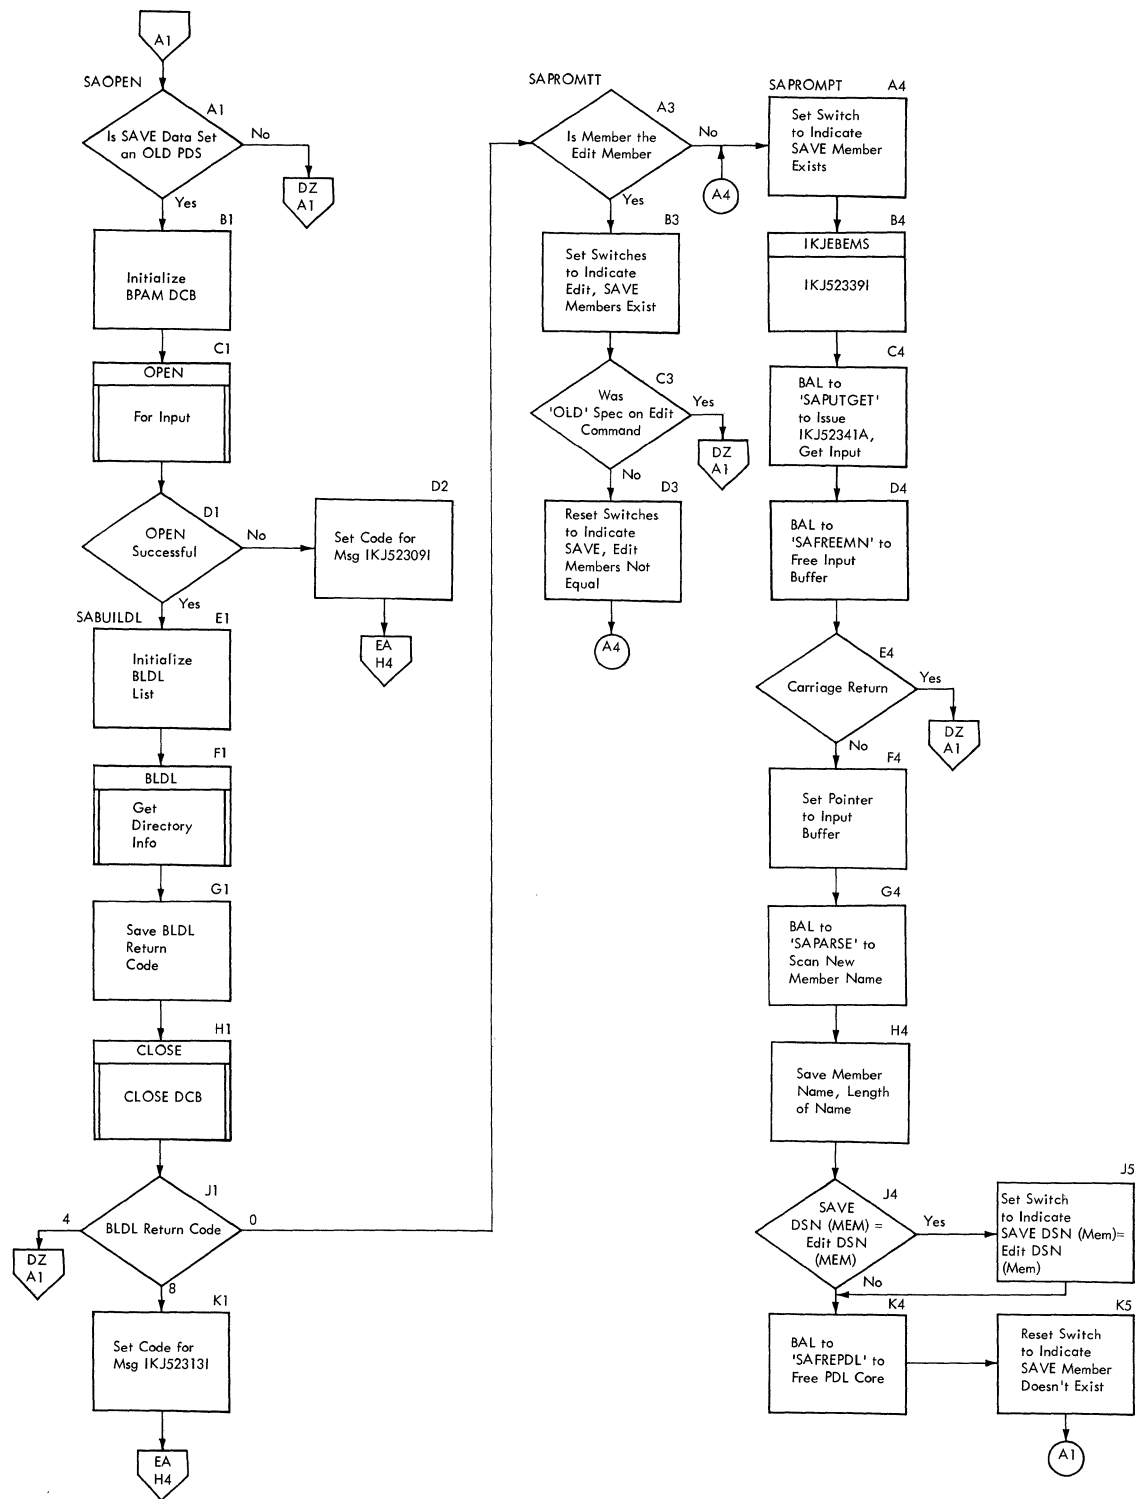 A1
SAOPEN
A1
Is SAVE Data Set
an OLD PDS
No
DZ
A1
Yes
B1
Initialize
BPAM DCB
C1
OPEN
For Input
D1
OPEN
Successful
No
D2
Set Code for
Msg IKJ52309I
EA
H4
Yes
SABUILDL
E1
Initialize
BLDL
List
F1
BLDL
Get
Directory
Info
G1
Save BLDL
Return
Code
H1
CLOSE
CLOSE DCB
J1
BLDL Return Code
4
0
DZ
A1
8
K1
Set Code for
Msg IKJ52313I
EA
H4
SAPROMTT
A3
Is Member the
Edit Member
No
A4
Yes
B3
Set Switches
to Indicate
Edit, SAVE
Members Exist
C3
Was
'OLD' Spec on Edit
Command
Yes
DZ
A1
No
D3
Reset Switches
to Indicate
SAVE, Edit
Members Not
Equal
A4
SAPROMPT
A4
Set Switch
to Indicate
SAVE Member
Exists
B4
IKJEBEMS
IKJ52339I
C4
BAL to
'SAPUTGET'
to Issue
IKJ52341A,
Get Input
D4
BAL to
'SAFREEMN' to
Free Input
Buffer
E4
Carriage Return
Yes
DZ
A1
No
F4
Set Pointer
to Input
Buffer
G4
BAL to
'SAPARSE' to
Scan New
Member Name
H4
Save Member
Name, Length
of Name
J4
SAVE
DSN (MEM) =
Edit DSN
(MEM)
Yes
J5
Set Switch
to Indicate
SAVE DSN (Mem)=
Edit DSN
(Mem)
No
K4
BAL to
'SAFREPDL' to
Free PDL Core
K5
Reset Switch
to Indicate
SAVE Member
Doesn't Exist
A1